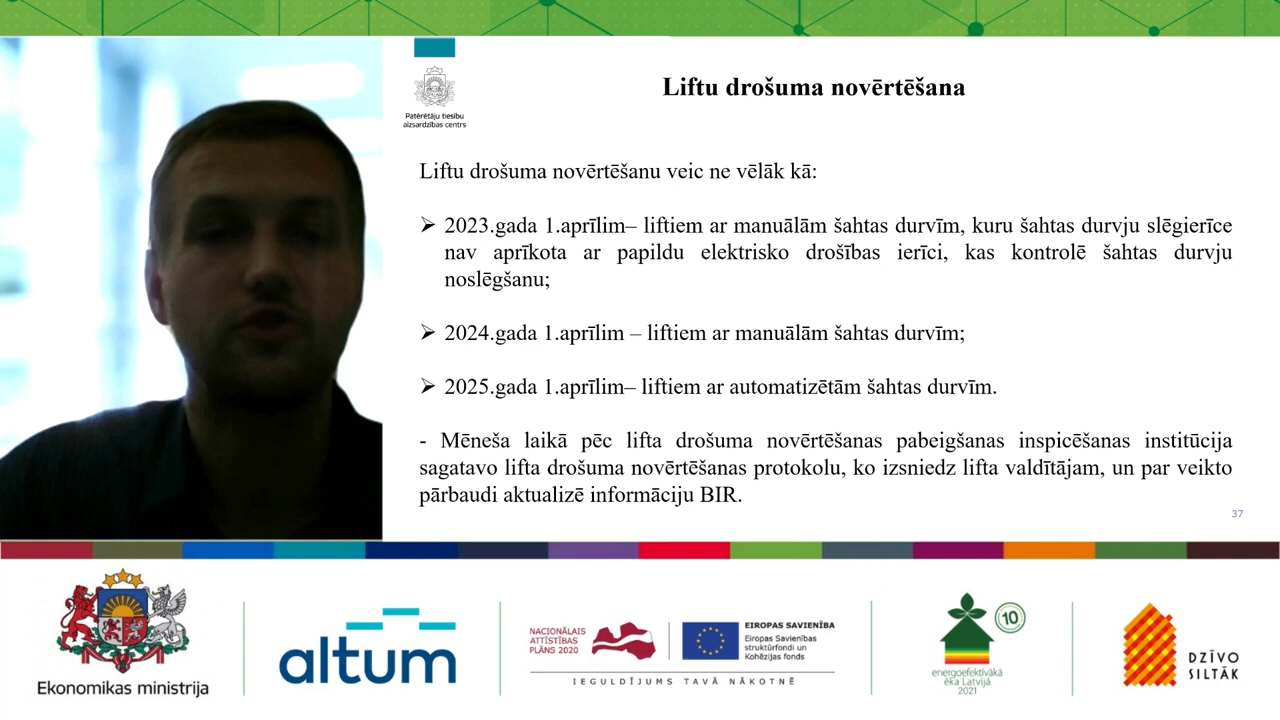 Patērētāju tiesību
aizsardzības centrs
Liftu drošuma novērtēšana
Liftu drošuma novērtēšanu veic ne vēlāk kā:
➢ 2023.gada 1.aprīlim– liftiem ar manuālām šahtas durvīm, kuru šahtas durvju slēgierīce
nav aprīkota ar papildu elektrisko drošības ierīci, kas kontrolē šahtas durvju
noslēgšanu;
➢ 2024.gada 1.aprīlim – liftiem ar manuālām šahtas durvīm;
➢ 2025.gada 1.aprīlim– liftiem ar automatizētām šahtas durvīm.
- Mēneša laikā pēc lifta drošuma novērtēšanas pabeigšanas inspicēšanas institūcija
sagatavo lifta drošuma novērtēšanas protokolu, ko izsniedz lifta valdītājam, un par veikto
pārbaudi aktualizē informāciju BIR.
37
Ekonomikas ministrija
altum
NACIONĀLAIS
ATTĪSTĪBAS
PLĀNS 2020
EIROPAS SAVIENĪBA
Eiropas Savienības
struktūrfondi un
Kohēzijas fonds
IEGULDĪJUMS TAVĀ NĀKOTNĒ
10
energoefektīvākā
ēka Latvijā
2021
DZĪVO
SILTĀK